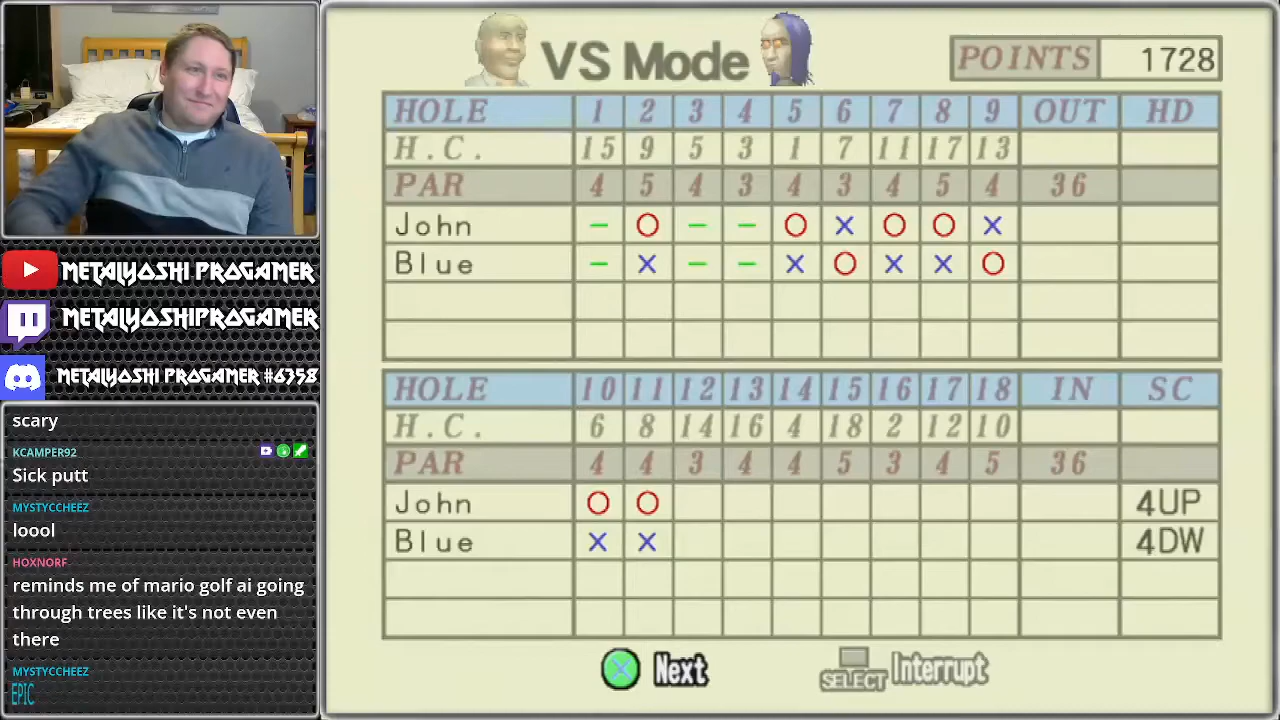 VS Mode
POINTS 1728
HOLE 1 2 3 4 5 6 7 8 9 OUT HD
H.C. 15 9 5 3 1 7 11 17 13
PAR 4 5 4 3 4 3 4 5 4 36
John – O – – O X O O X
Blue – X – – X O X X O
HOLE 10 11 12 13 14 15 16 17 18 IN SC
H.C. 6 8 14 16 4 18 2 12 10
PAR 4 4 3 4 4 5 3 4 5 36
John O O 4UP
Blue X X 4DW
Next
SELECT Interrupt
METALYOSHI PROGAMER
METALYOSHIPROGAMER
METALYOSHI PROGAMER #6358
scary
KCAMPER92
Sick putt
MYSTYCCHEEZ
loool
HOXNORF
reminds me of mario golf ai going
through trees like it's not even
there
MYSTYCCHEEZ
EPIC